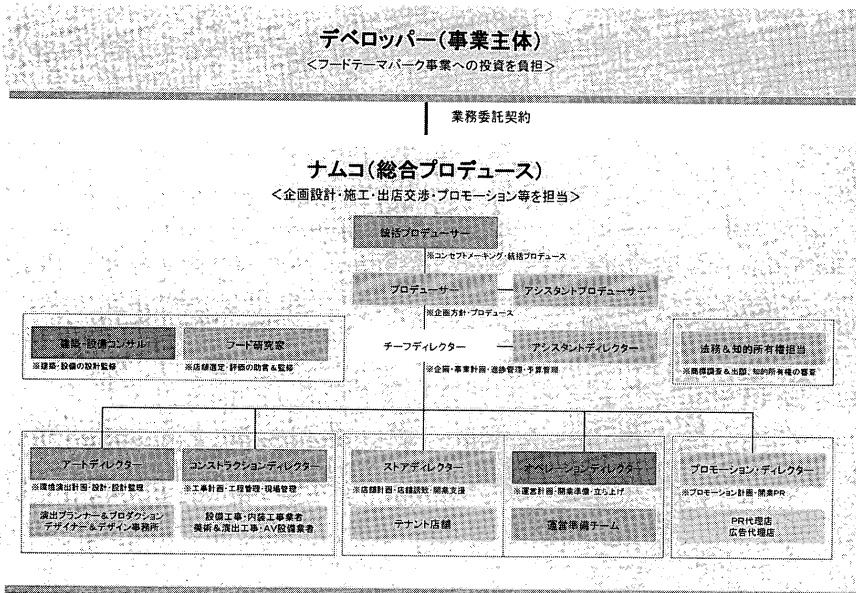 デベロッパー(事業主体)
<フードテーマパーク事業への投資を負担>
業務委託契約
ナムコ(総合プロデュース)
<企画設計・施工・出店交渉・プロモーション等を担当>
統括プロデューサー
※コンセプトメーキング・統括プロデュース
プロデューサー
アシスタントプロデューサー
※企画方針・プロデュース
建築・設備コンサル
フード研究家
チーフディレクター
アシスタントディレクター
法務&知的所有権担当
※建築・設備の設計監修
※店舗選定・評価の助言&監修
※企画・事業計画・進捗管理・予算管理
※商標調査&出願、知的所有権の審査
アートディレクター
コンストラクションディレクター
ストアディレクター
オペレーションディレクター
プロモーション・ディレクター
※環境演出計画・設計・設計監理
※工事計画・工程管理・現場管理
※店舗計画・店舗誘致・開業支援
※運営計画・開業準備・立ち上げ
※プロモーション計画・開業PR
演出プランナー&プロダクション
デザイナー&デザイン事務所
設備工事・内装工事業者
美術&演出工事・AV設備業者
テナント店舗
運営準備チーム
PR代理店
広告代理店